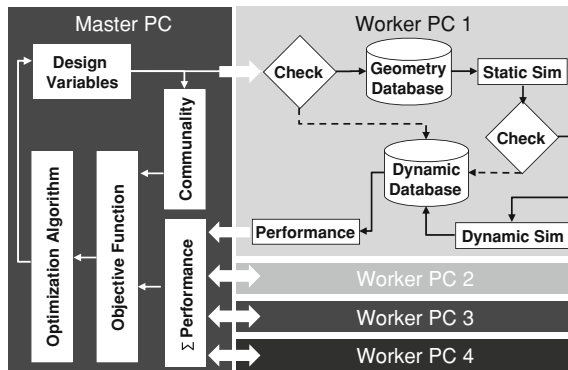 Master PC
Design
Variables
Communality
Optimization Algorithm
Objective Function
Σ Performance
Worker PC 1
Check
Geometry
Database
Static Sim
Check
Dynamic
Database
Performance
Dynamic Sim
Worker PC 2
Worker PC 3
Worker PC 4